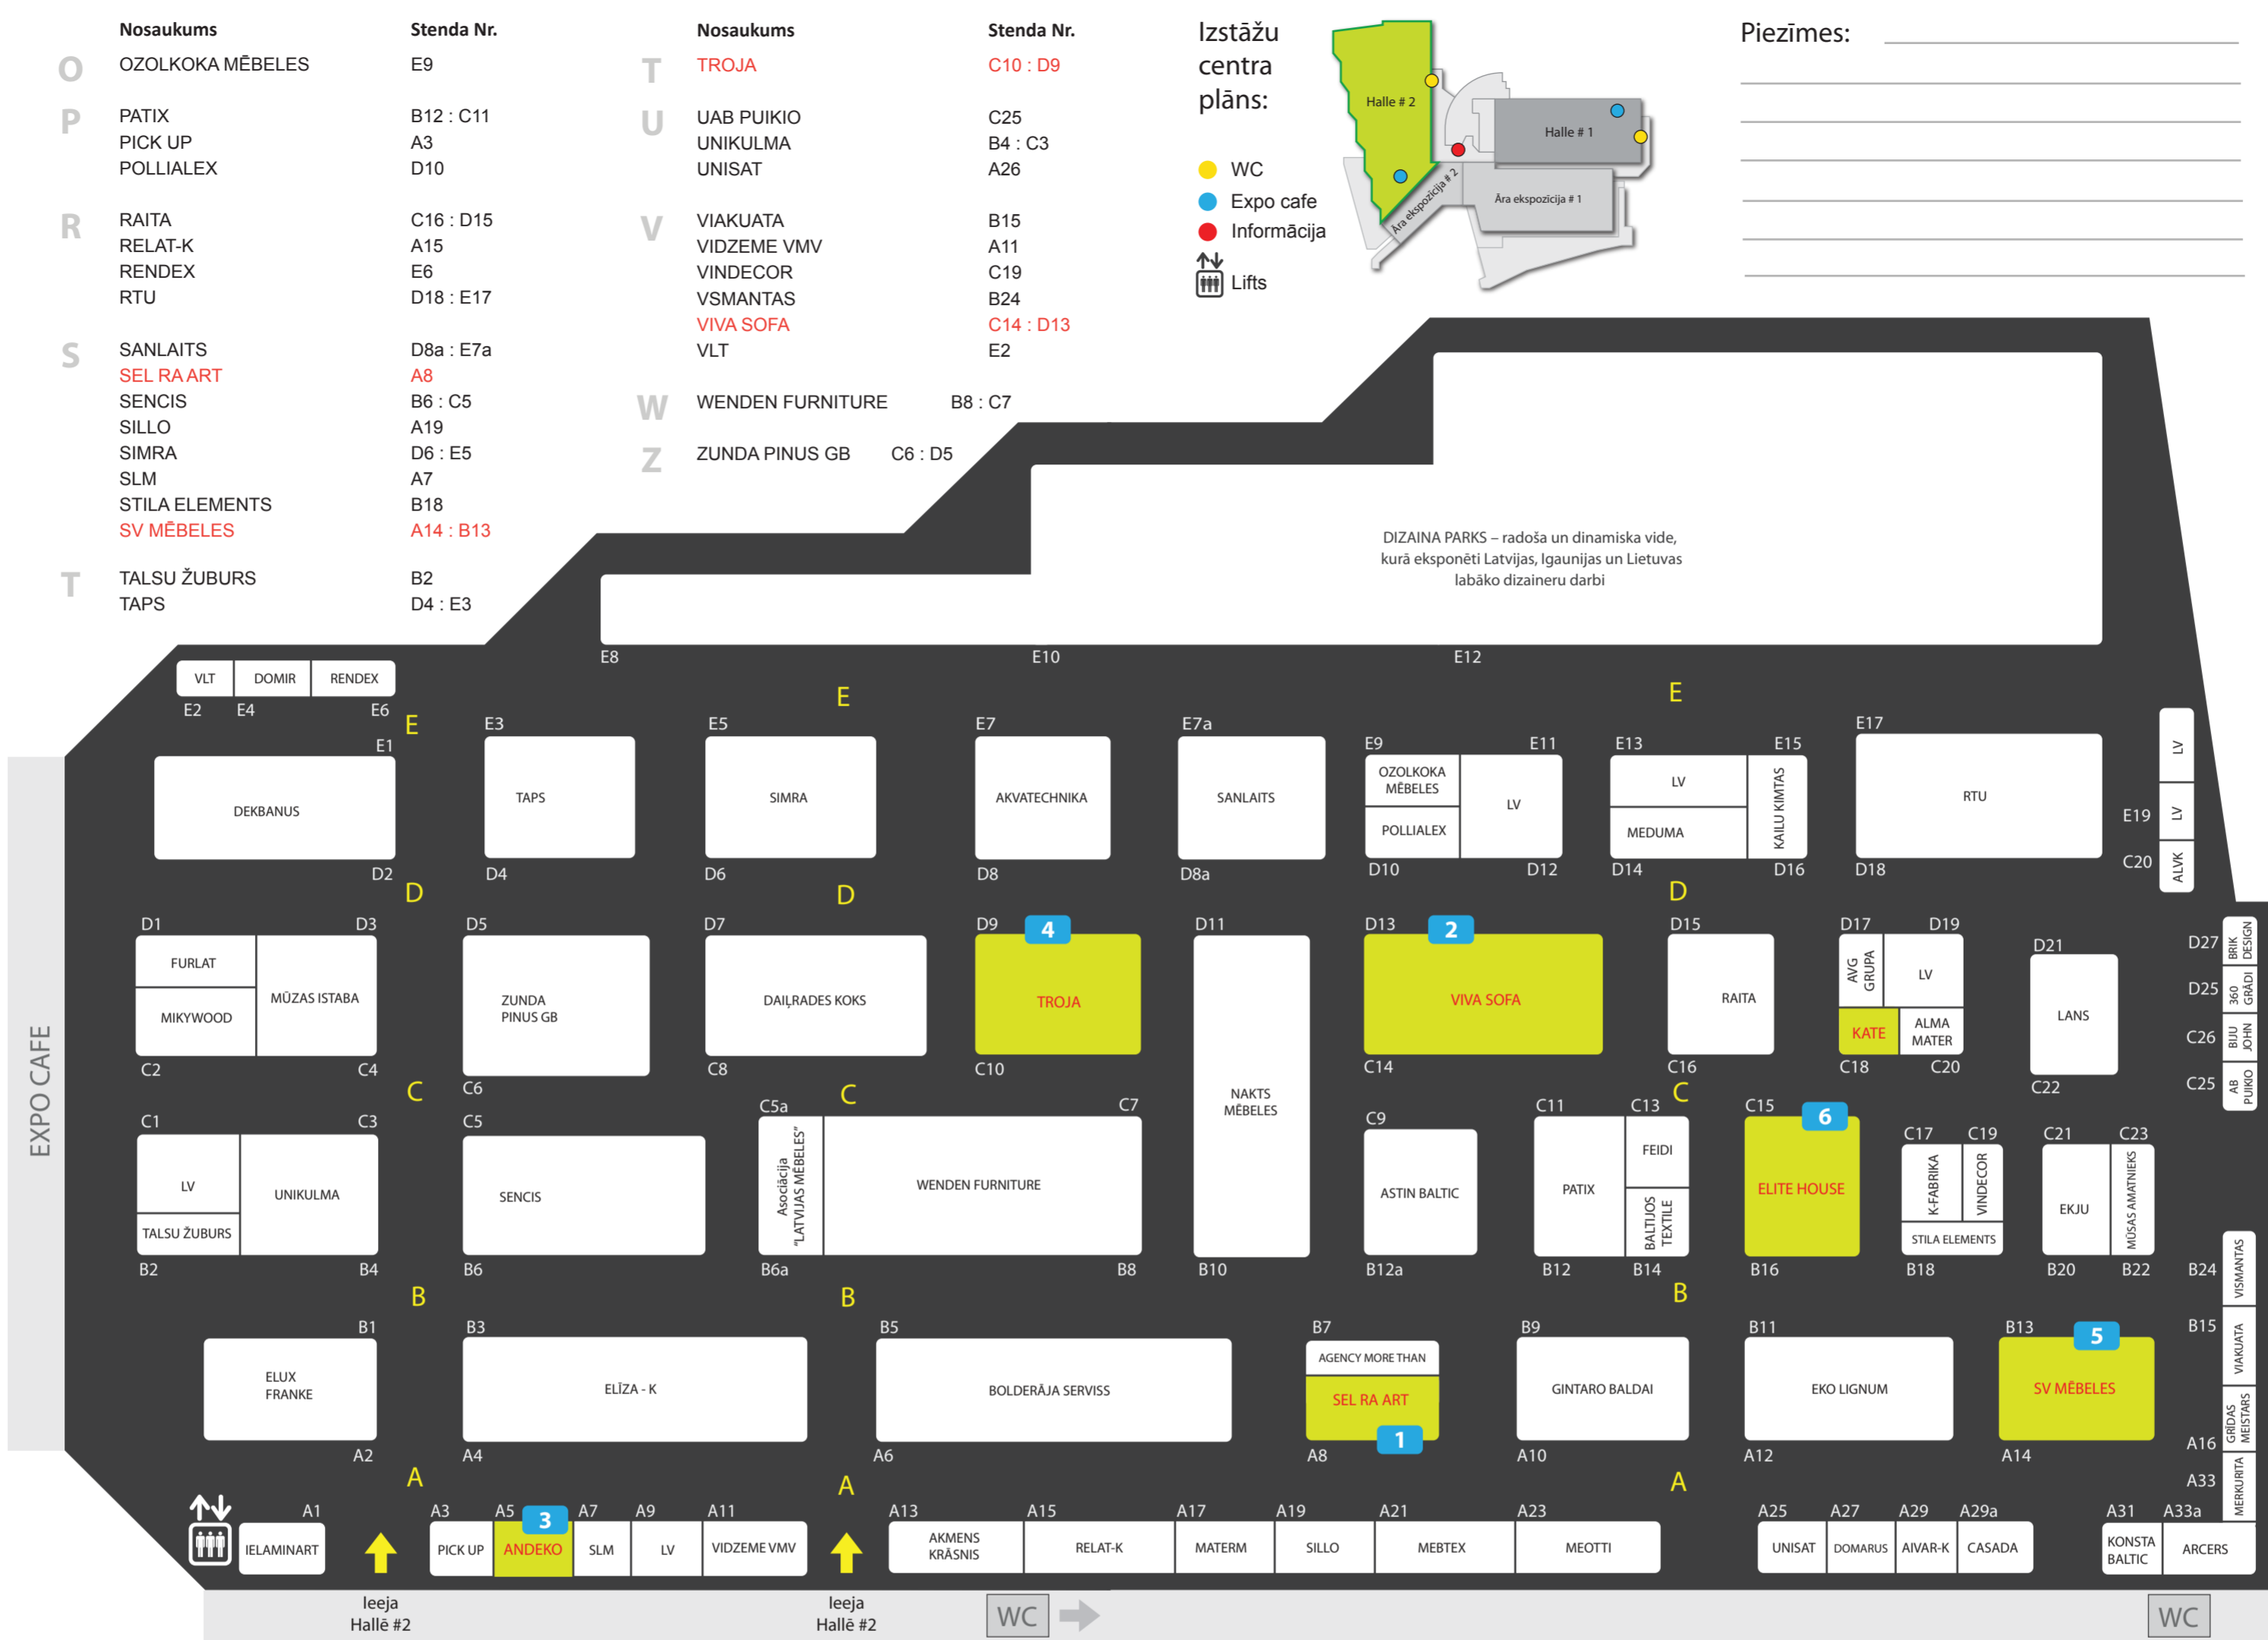 Nosaukums Stenda Nr.
O OZOLKOKA MĒBELES E9
P PATIX B12 : C11
PICK UP A3
POLLIALEX D10
R RAITA C16 : D15
RELAT-K A15
RENDEX E6
RTU D18 : E17
S SANLAITS D8a : E7a
SEL RA ART A8
SENCIS B6 : C5
SILLO A19
SIMRA D6 : E5
SLM A7
STILA ELEMENTS B18
SV MĒBELES A14 : B13
T TALSU ŽUBURS B2
TAPS D4 : E3
Nosaukums Stenda Nr.
T TROJA C10 : D9
U UAB PUIKIO C25
UNIKULMA B4 : C3
UNISAT A26
V VIAKUATA B15
VIDZEME VMV A11
VINDECOR C19
VSMANTAS B24
VIVA SOFA C14 : D13
VLT E2
W WENDEN FURNITURE B8 : C7
Z ZUNDA PINUS GB C6 : D5
Izstāžu
centra
plāns:
WC
Expo cafe
Informācija
Lifts
Halle # 2
Halle # 1
Āra ekspozīcija # 2
Āra ekspozīcija # 1
Piezīmes:
DIZAINA PARKS – radoša un dinamiska vide,
kurā eksponēti Latvijas, Igaunijas un Lietuvas
labāko dizaineru darbi
E8 E10 E12
VLT DOMIR RENDEX
E2 E4 E6
E E E
E1 E3 E5 E7 E7a E9 E11 E13 E15 E17
DEKBANUS
TAPS
SIMRA
AKVATECHNIKA
SANLAITS
OZOLKOKA
MĒBELES
POLLIALEX
LV
LV
MEDUMA
KAILU KIMTAS
RTU
LV
LV
ALVK
E19
C20
D2 D4 D6 D8 D8a D10 D12 D14 D16 D18
D D D
D1 D3 D5 D7 D9 4 D11 D13 2 D15 D17 D19 D21
FURLAT
MIKYWOOD
MŪZAS ISTABA
ZUNDA
PINUS GB
DAIĻRADES KOKS
TROJA
NAKTS
MĒBELES
VIVA SOFA
RAITA
AVG
GRUPA
LV
KATE
ALMA
MATER
LANS
D27 BRIK
DESIGN
D25 360
GRĀDI
C26 BIJU
JOHN
C25 AB
PUIKIO
C2 C4 C6 C8 C10 C14 C16 C18 C20 C22
C C C
C1 C3 C5 C5a C7 C9 C11 C13 C15 6 C17 C19 C21 C23
LV
TALSU ŽUBURS
UNIKULMA
SENCIS
Asociācija
"LATVIJAS MĒBELES"
WENDEN FURNITURE
ASTIN BALTIC
PATIX
FEIDI
BALTIJOS
TEXTILE
ELITE HOUSE
K-FABRIKA
VINDECOR
STILA ELEMENTS
EKJU
MŪSAS AMATNIEKS
B2 B4 B6 B6a B8 B10 B12a B12 B14 B16 B18 B20 B22
B24 VISMANTAS
B B B
B1 B3 B5 B7 B9 B11 B13 5
B15 VIAKUATA
ELUX
FRANKE
ELĪZA - K
BOLDERĀJA SERVISS
AGENCY MORE THAN
SEL RA ART
1
GINTARO BALDAI
EKO LIGNUM
SV MĒBELES
A16 GRĪDAS
MEISTARS
A33 MERKURITA
A2 A4 A6 A8 A10 A12 A14
A A A
A1 A3 A5 3 A7 A9 A11 A13 A15 A17 A19 A21 A23 A25 A27 A29 A29a A31 A33a
IELAMINART
PICK UP
ANDEKO
SLM
LV
VIDZEME VMV
AKMENS
KRĀSNIS
RELAT-K
MATERM
SILLO
MEBTEX
MEOTTI
UNISAT
DOMARUS
AIVAR-K
CASADA
KONSTA
BALTIC
ARCERS
EXPO CAFE
Ieeja
Hallē #2
Ieeja
Hallē #2
WC
WC